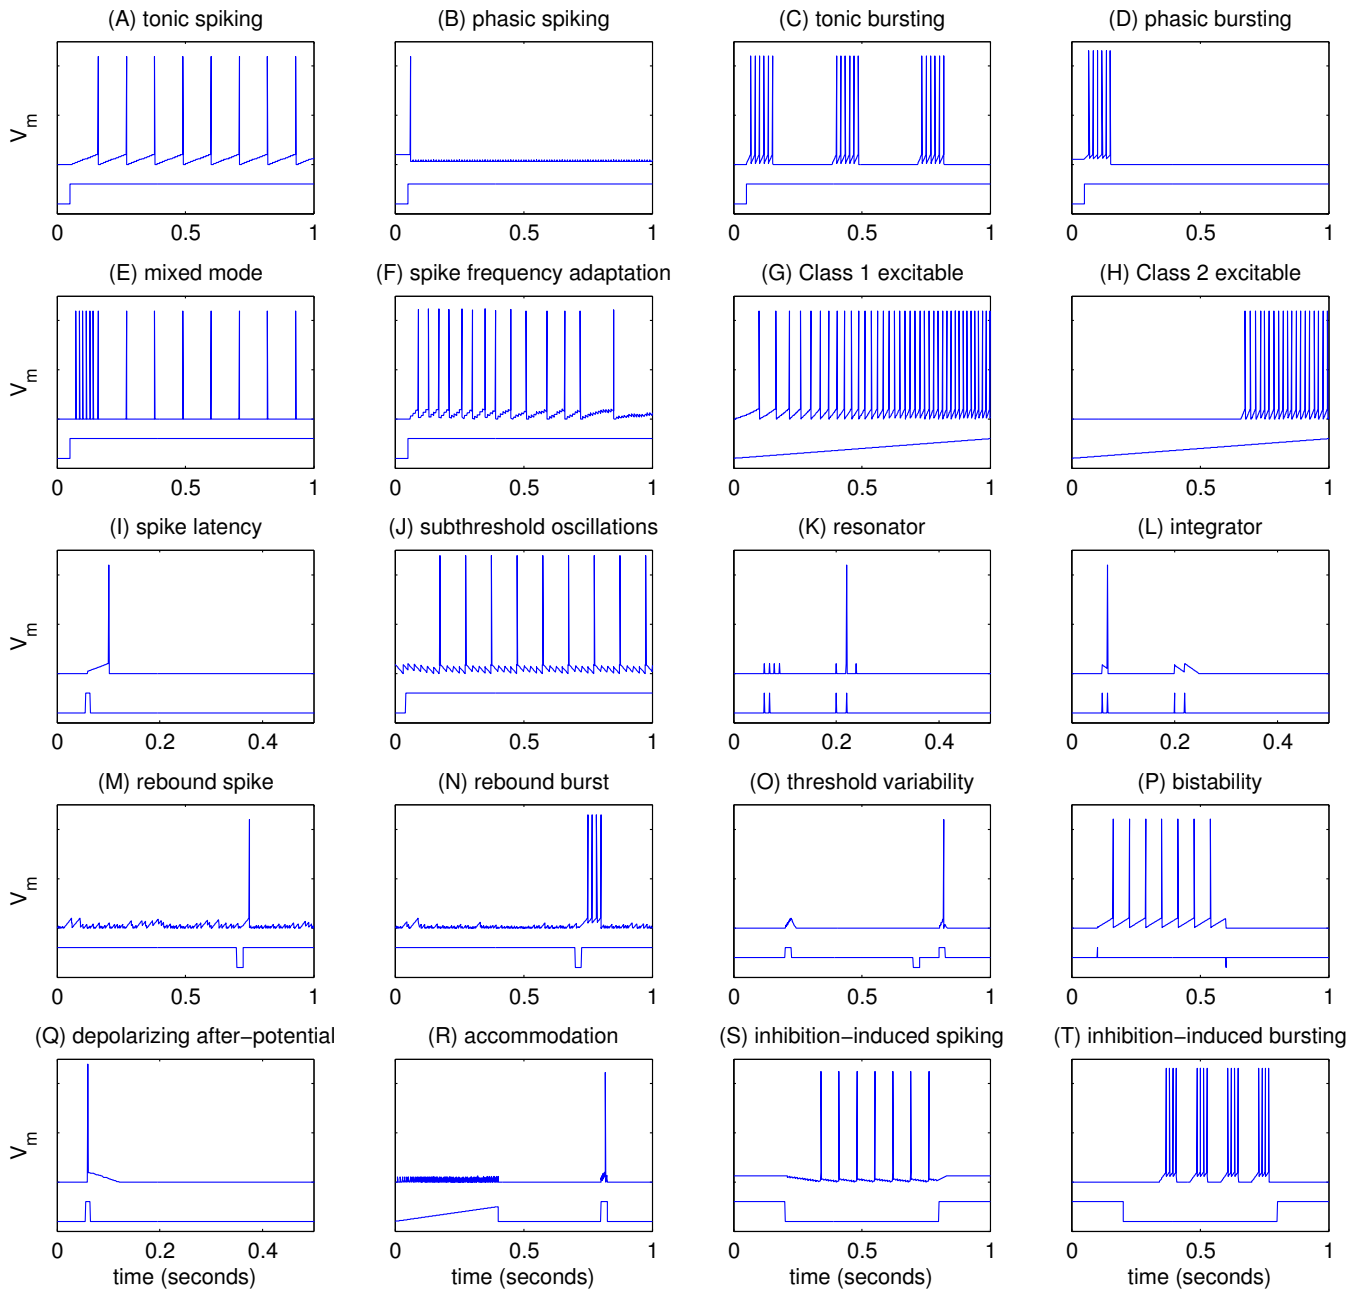 (A) tonic spiking (B) phasic spiking (C) tonic bursting (D) phasic bursting
V_m
0 0.5 1 0 0.5 1 0 0.5 1 0 0.5 1
(E) mixed mode (F) spike frequency adaptation (G) Class 1 excitable (H) Class 2 excitable
V_m
0 0.5 1 0 0.5 1 0 0.5 1 0 0.5 1
(I) spike latency (J) subthreshold oscillations (K) resonator (L) integrator
V_m
0 0.2 0.4 0 0.5 1 0 0.2 0.4 0 0.2 0.4
(M) rebound spike (N) rebound burst (O) threshold variability (P) bistability
V_m
0 0.5 1 0 0.5 1 0 0.5 1 0 0.5 1
(Q) depolarizing after−potential (R) accommodation (S) inhibition−induced spiking (T) inhibition−induced bursting
V_m
0 0.2 0.4 0 0.5 1 0 0.5 1 0 0.5 1
time (seconds) time (seconds) time (seconds) time (seconds)